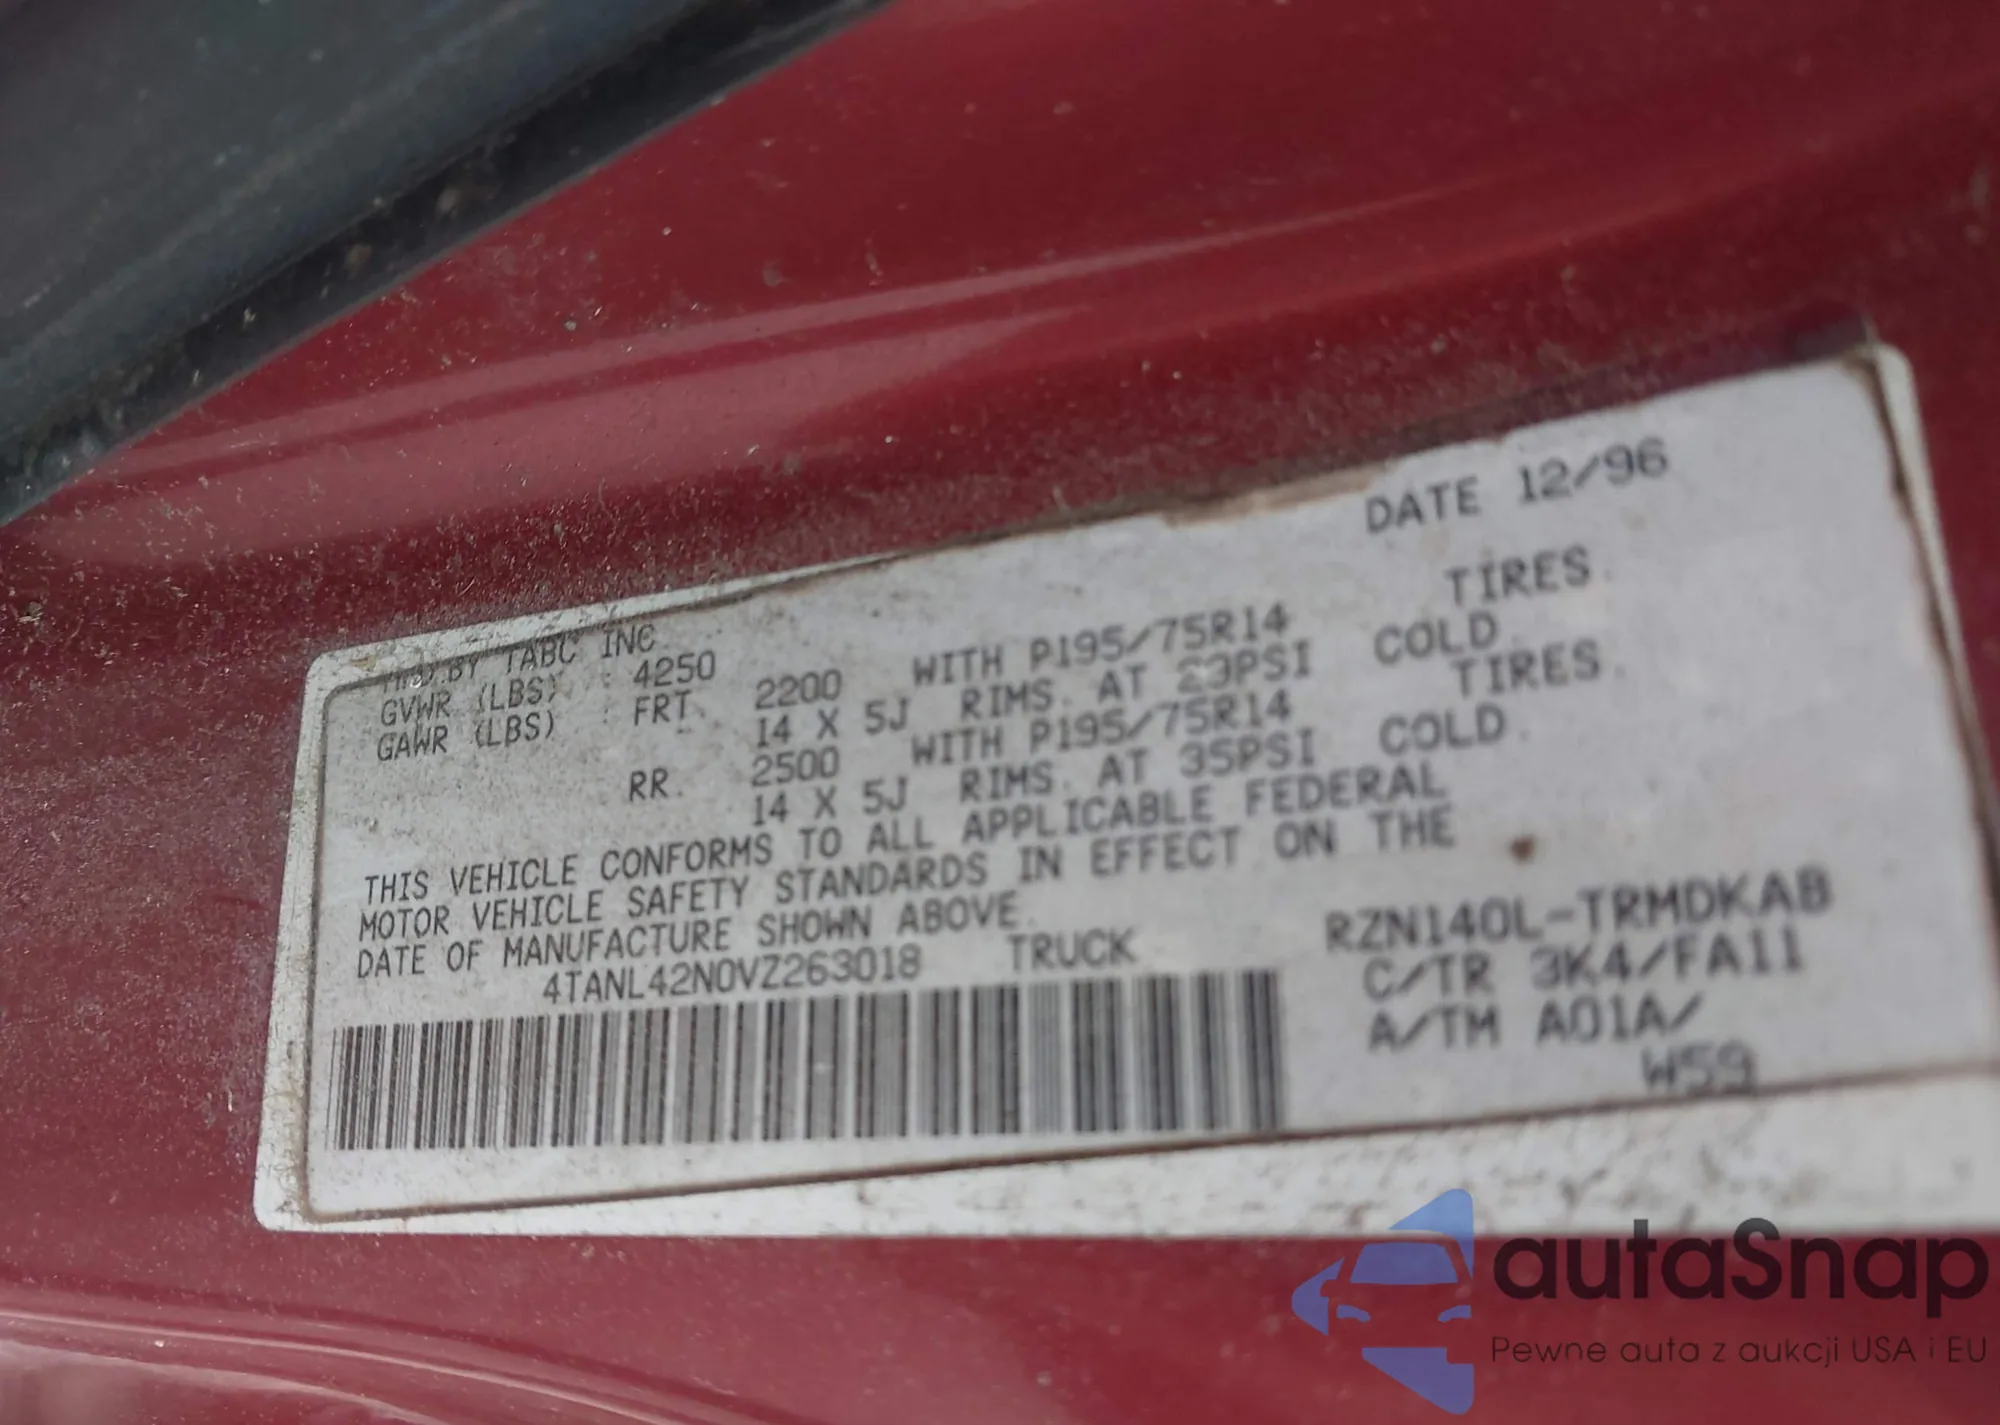 DATE 12/96
MFD. BY TABC INC
GVWR (LBS) : 4250
GAWR (LBS) : FRT. 2200 WITH P195/75R14 TIRES.
14 X 5J RIMS. AT 23PSI COLD.
RR. 2500 WITH P195/75R14 TIRES.
14 X 5J RIMS. AT 35PSI COLD.
THIS VEHICLE CONFORMS TO ALL APPLICABLE FEDERAL
MOTOR VEHICLE SAFETY STANDARDS IN EFFECT ON THE
DATE OF MANUFACTURE SHOWN ABOVE.
4TANL42N0VZ263018 TRUCK
RZN140L-TRMDKAB
C/TR 3K4/FA11
A/TM A01A/
W59
autaSnap
Pewne auta z aukcji USA i EU